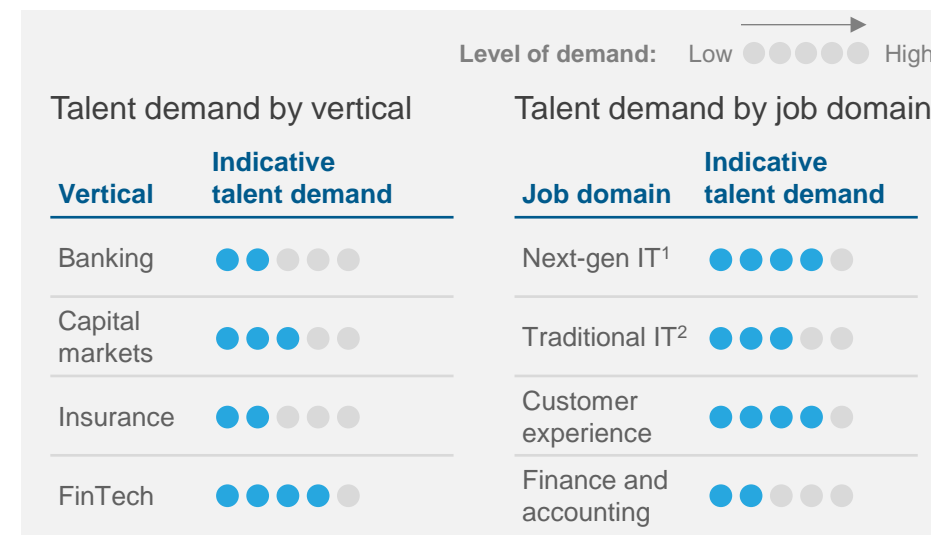 Level of demand: Low High
Talent demand by vertical
Vertical
Indicative
talent demand
Banking
Capital
markets
Insurance
FinTech
Talent demand by job domain
Job domain
Indicative
talent demand
Next-gen IT¹
Traditional IT²
Customer
experience
Finance and
accounting